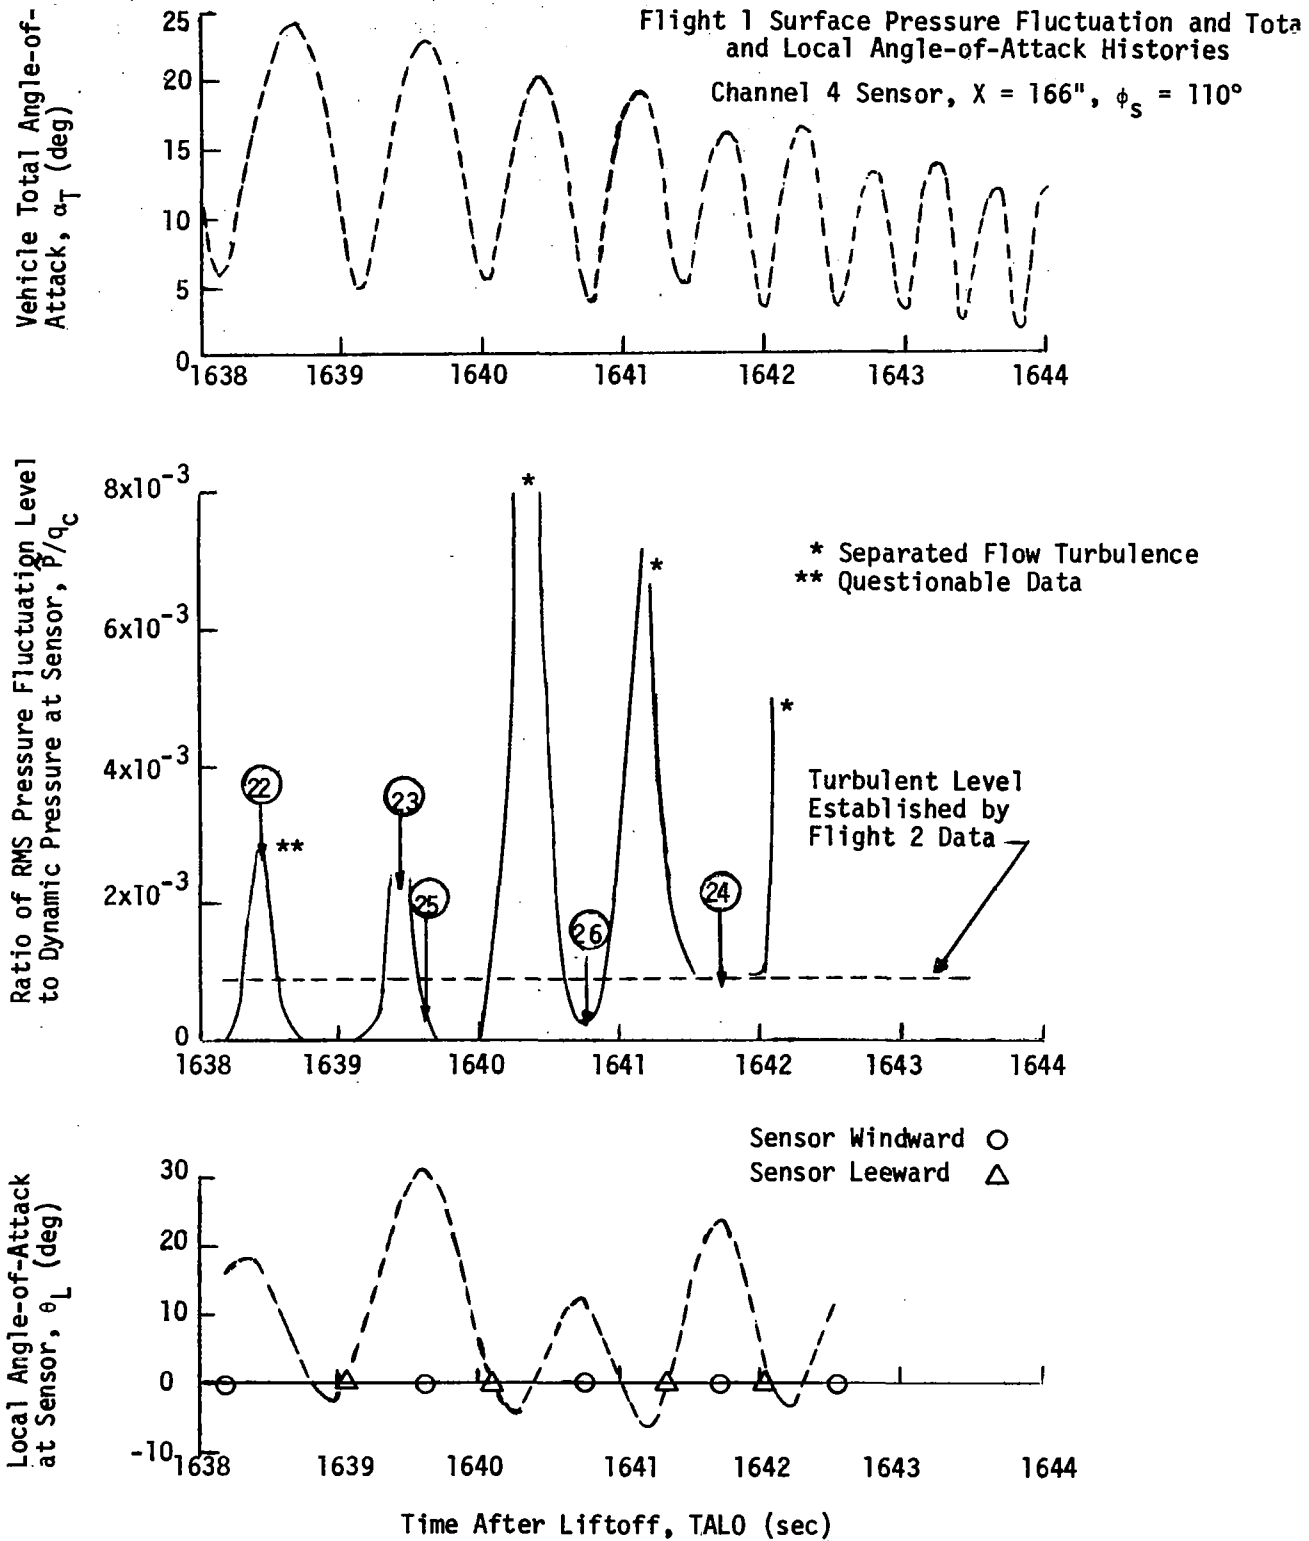 Flight 1 Surface Pressure Fluctuation and Tota
and Local Angle-of-Attack Histories
Channel 4 Sensor, X = 166", ϕs = 110°
Vehicle Total Angle-of-
Attack, αT (deg)
25
20
15
10
5
0
1638 1639 1640 1641 1642 1643 1644
Ratio of RMS Pressure Fluctuation Level
to Dynamic Pressure at Sensor, P̃/qc
8x10-3
6x10-3
4x10-3
2x10-3
0
* Separated Flow Turbulence
** Questionable Data
*
*
*
22
**
23
25
26
24
Turbulent Level
Established by
Flight 2 Data
1638 1639 1640 1641 1642 1643 1644
Sensor Windward
Sensor Leeward
Local Angle-of-Attack
at Sensor, θL (deg)
30
20
10
0
-10
1638 1639 1640 1641 1642 1643 1644
Time After Liftoff, TALO (sec)